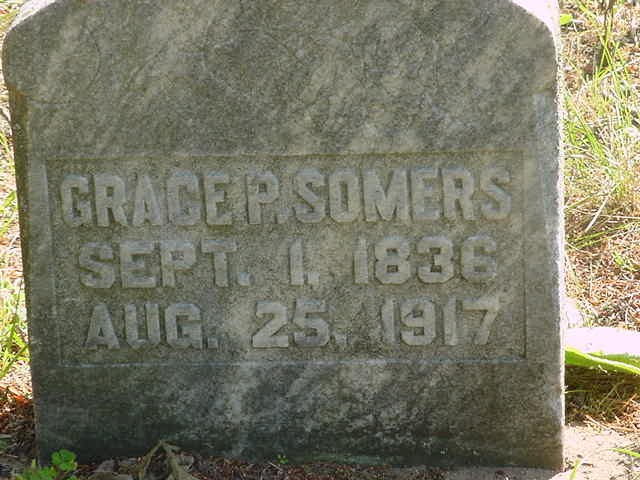 GRACE P. SOMERS
SEPT. 1, 1836
AUG. 25, 1917